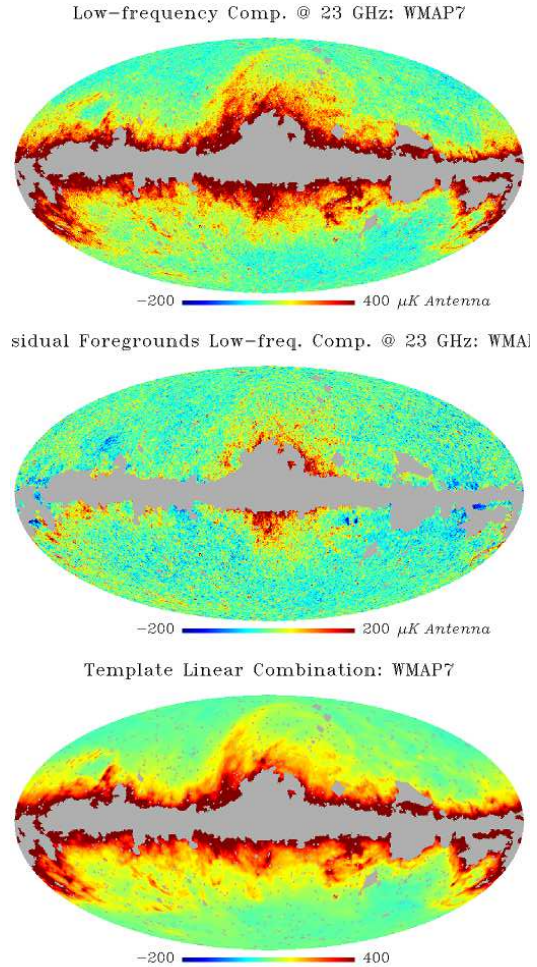 Low-frequency Comp. @ 23 GHz: WMAP7
-200 400 μK Antenna
sidual Foregrounds Low-freq. Comp. @ 23 GHz: WMA
-200 200 μK Antenna
Template Linear Combination: WMAP7
-200 400